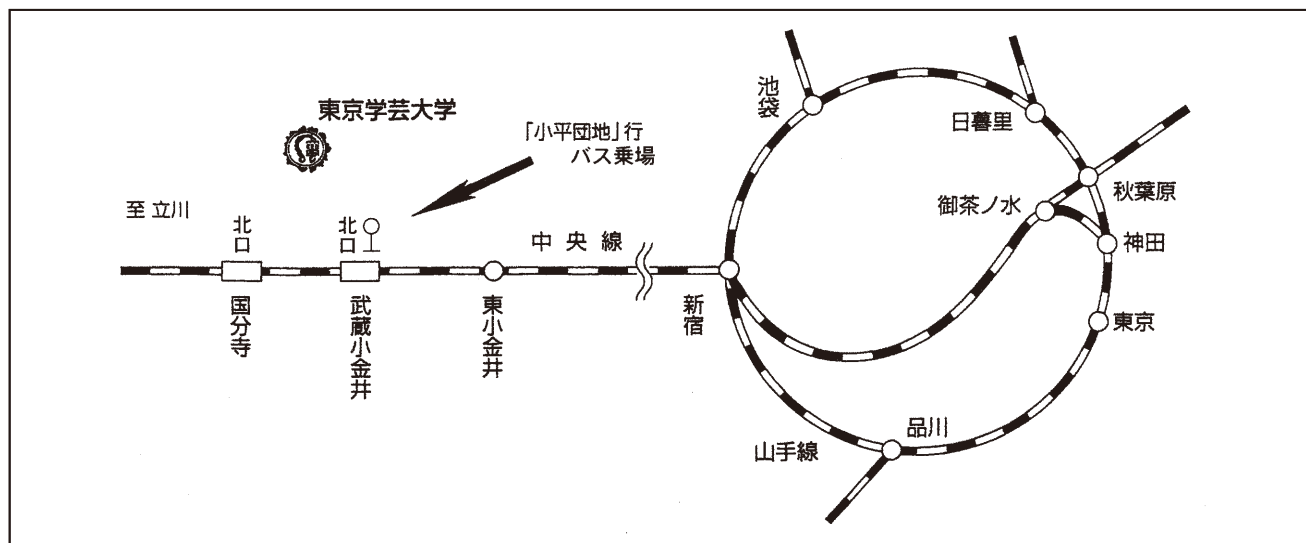 東京学芸大学
「小平団地」行
バス乗場
至 立川
北口
北口
中央線
国分寺
武蔵小金井
東小金井
新宿
池袋
日暮里
秋葉原
御茶ノ水
神田
東京
品川
山手線